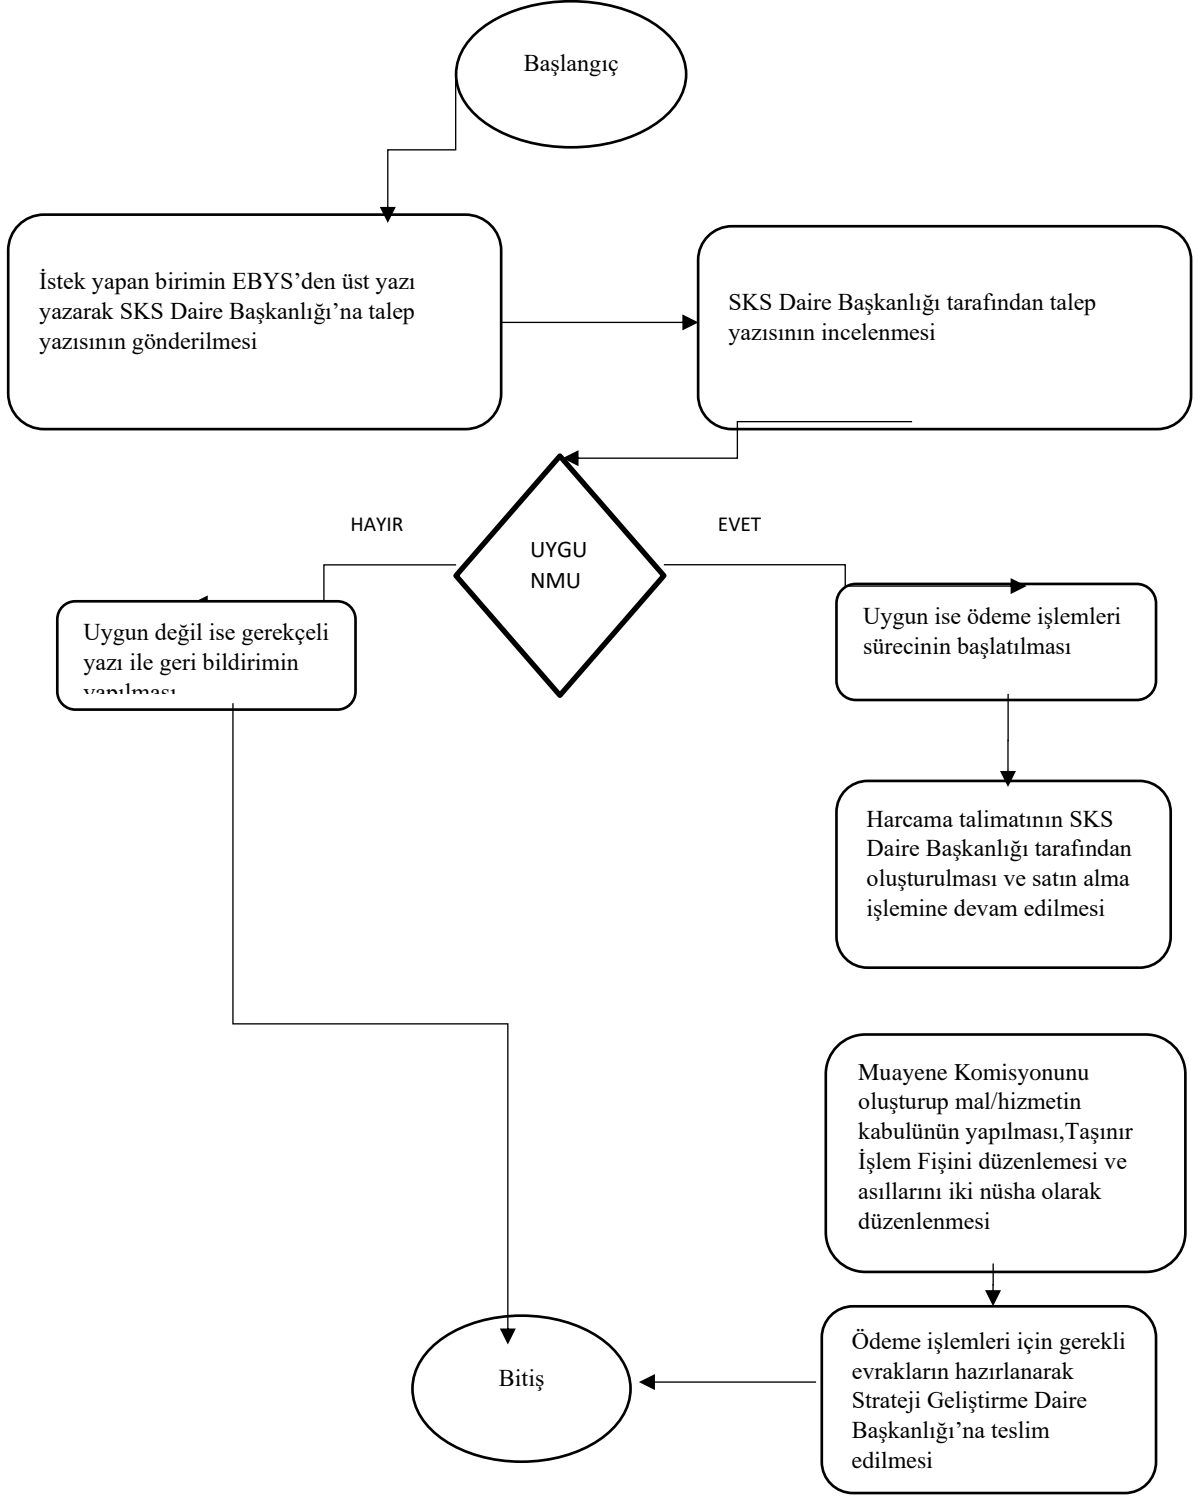 Başlangıç
İstek yapan birimin EBYS’den üst yazı
yazarak SKS Daire Başkanlığı’na talep
yazısının gönderilmesi
SKS Daire Başkanlığı tarafından talep
yazısının incelenmesi
HAYIR
EVET
UYGU
NMU
Uygun değil ise gerekçeli
yazı ile geri bildirimin
yapılması
Uygun ise ödeme işlemleri
sürecinin başlatılması
Harcama talimatının SKS
Daire Başkanlığı tarafından
oluşturulması ve satın alma
işlemine devam edilmesi
Muayene Komisyonunu
oluşturup mal/hizmetin
kabulünün yapılması,Taşınır
İşlem Fişini düzenlemesi ve
asıllarını iki nüsha olarak
düzenlenmesi
Ödeme işlemleri için gerekli
evrakların hazırlanarak
Strateji Geliştirme Daire
Başkanlığı’na teslim
edilmesi
Bitiş